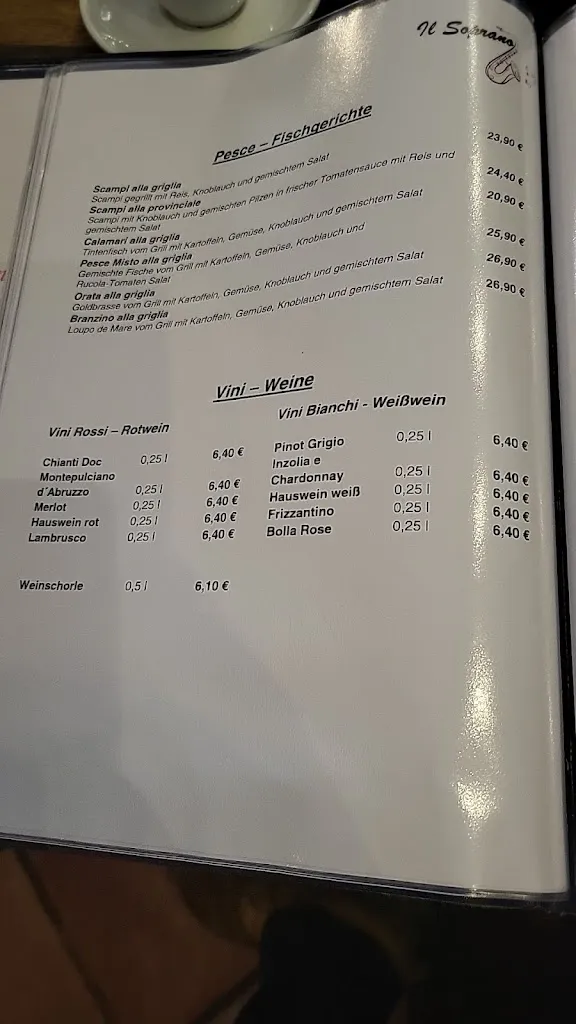 Il Soprano
Pesce – Fischgerichte
Scampi alla griglia 23,90 €
Scampi gegrillt mit Reis, Knoblauch und gemischtem Salat
Scampi alla provinciale 24,40 €
Scampi mit Knoblauch und gemischten Pilzen in frischer Tomatensauce mit Reis und
gemischtem Salat
Calamari alla griglia 20,90 €
Tintenfisch vom Grill mit Kartoffeln, Gemüse, Knoblauch und gemischtem Salat
Pesce Misto alla griglia 25,90 €
Gemischte Fische vom Grill mit Kartoffeln, Gemüse, Knoblauch und
Rucola-Tomaten Salat
Orata alla griglia 26,90 €
Goldbrasse vom Grill mit Kartoffeln, Gemüse, Knoblauch und gemischtem Salat
Branzino alla griglia 26,90 €
Loupo de Mare vom Grill mit Kartoffeln, Gemüse, Knoblauch und gemischtem Salat
Vini – Weine
Vini Rossi – Rotwein
Chianti Doc 0,25 l 6,40 €
Montepulciano
d´Abruzzo 0,25 l 6,40 €
Merlot 0,25 l 6,40 €
Hauswein rot 0,25 l 6,40 €
Lambrusco 0,25 l 6,40 €
Weinschorle 0,5 l 6,10 €
Vini Bianchi - Weißwein
Pinot Grigio 0,25 l 6,40 €
Inzolia e
Chardonnay 0,25 l 6,40 €
Hauswein weiß 0,25 l 6,40 €
Frizzantino 0,25 l 6,40 €
Bolla Rose 0,25 l 6,40 €